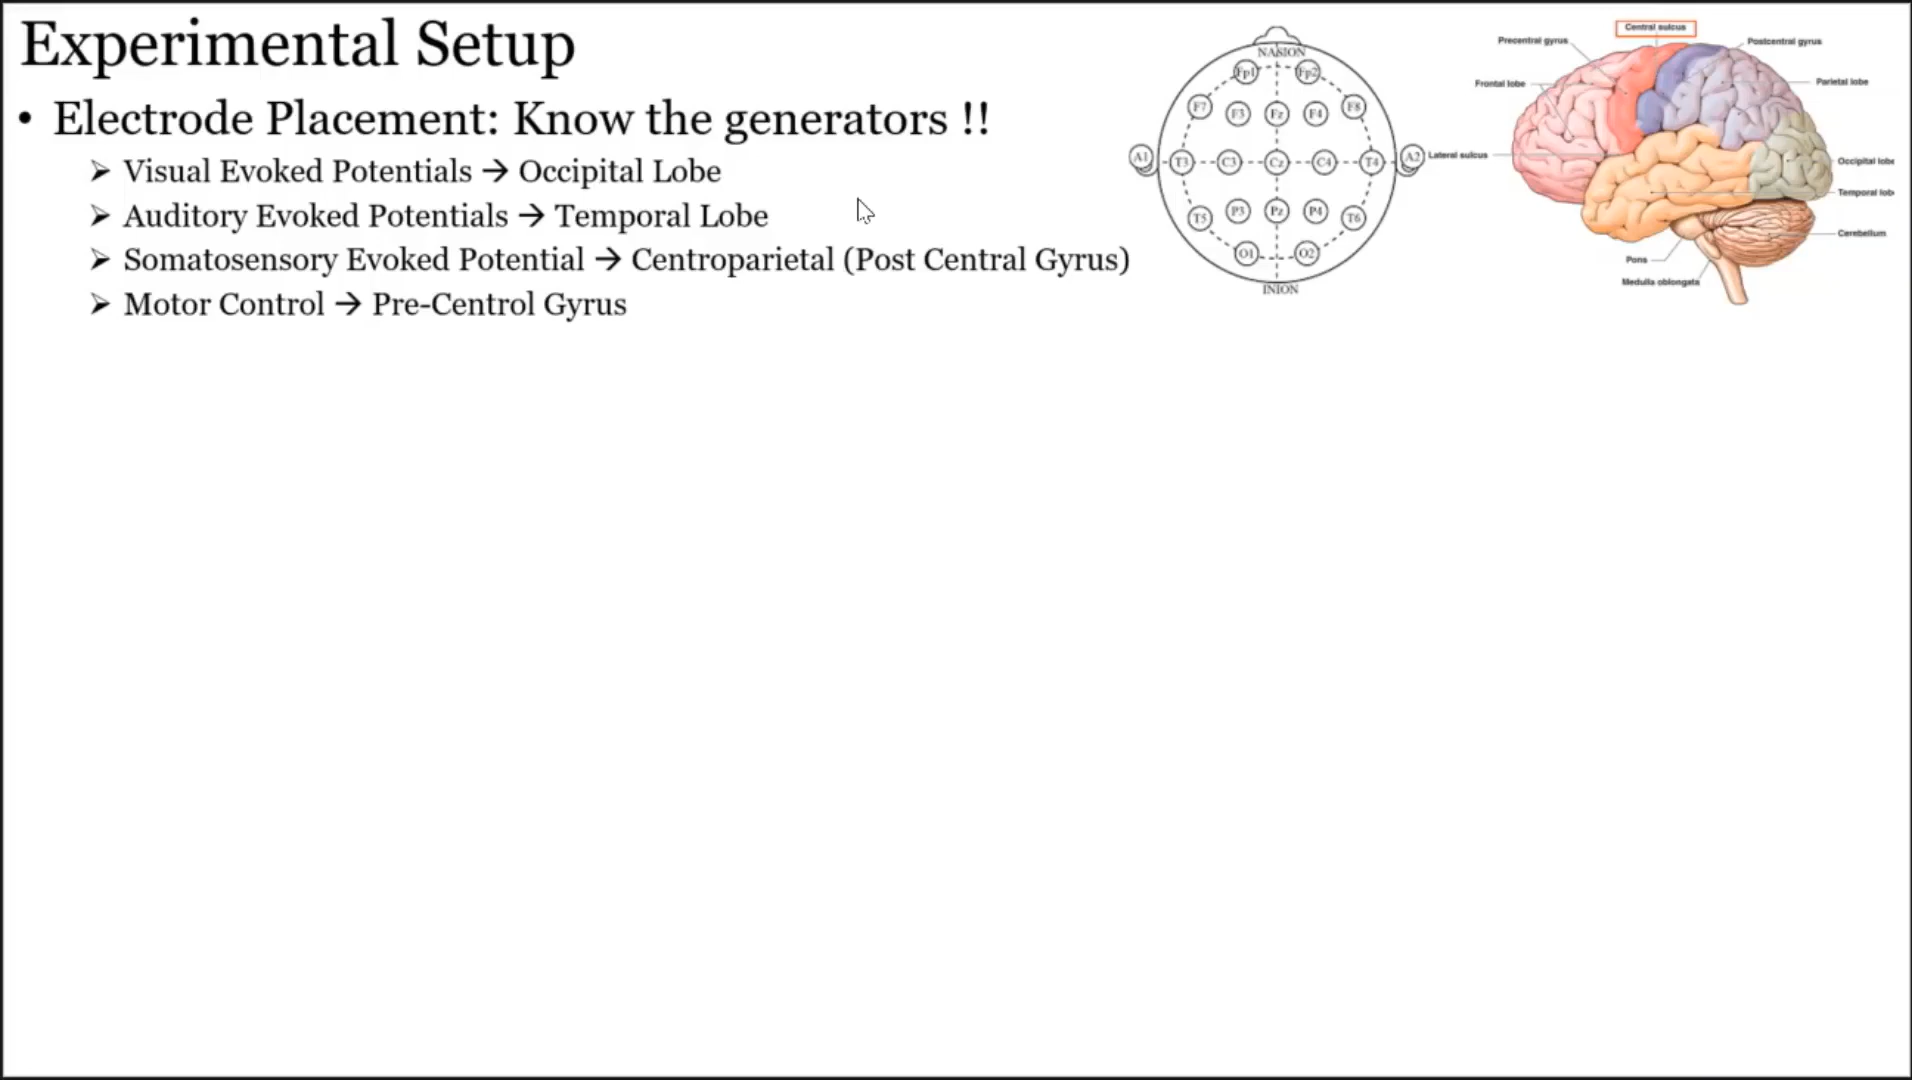 Experimental Setup
• Electrode Placement: Know the generators !!
➢ Visual Evoked Potentials → Occipital Lobe
➢ Auditory Evoked Potentials → Temporal Lobe
➢ Somatosensory Evoked Potential → Centroparietal (Post Central Gyrus)
➢ Motor Control → Pre-Centrol Gyrus
NASION
Fp1 Fp2
F7 F3 Fz F4 F8
A1 T3 C3 Cz C4 T4 A2
T5 P3 Pz P4 T6
O1 O2
INION
Central sulcus
Precentral gyrus
Postcentral gyrus
Frontal lobe
Parietal lobe
Lateral sulcus
Occipital lobe
Temporal lob
Cerebellum
Pons
Medulla oblongata